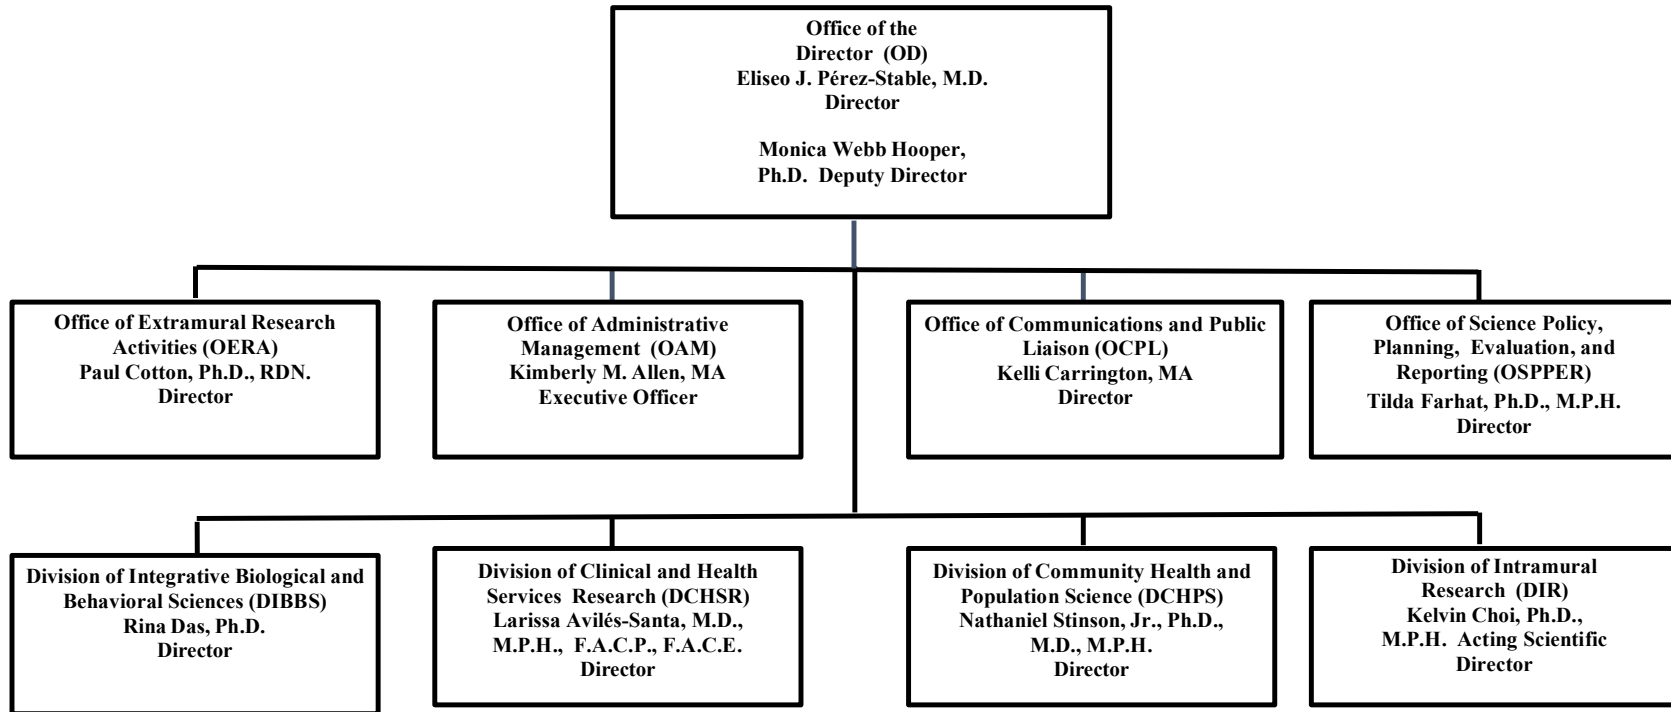 Office of the
Director (OD)
Eliseo J. Pérez-Stable, M.D.
Director
Monica Webb Hooper,
Ph.D. Deputy Director
Office of Extramural Research
Activities (OERA)
Paul Cotton, Ph.D., RDN.
Director
Office of Administrative
Management (OAM)
Kimberly M. Allen, MA
Executive Officer
Office of Communications and Public
Liaison (OCPL)
Kelli Carrington, MA
Director
Office of Science Policy,
Planning, Evaluation, and
Reporting (OSPPER)
Tilda Farhat, Ph.D., M.P.H.
Director
Division of Integrative Biological and
Behavioral Sciences (DIBBS)
Rina Das, Ph.D.
Director
Division of Clinical and Health
Services Research (DCHSR)
Larissa Avilés-Santa, M.D.,
M.P.H., F.A.C.P., F.A.C.E.
Director
Division of Community Health and
Population Science (DCHPS)
Nathaniel Stinson, Jr., Ph.D.,
M.D., M.P.H.
Director
Division of Intramural
Research (DIR)
Kelvin Choi, Ph.D.,
M.P.H. Acting Scientific
Director